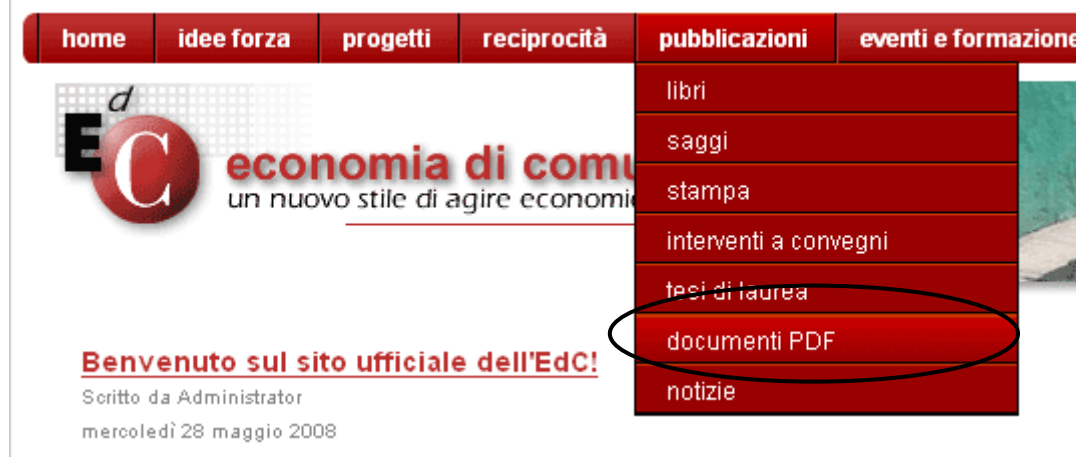 home idee forza progetti reciprocità pubblicazioni eventi e formazione
libri
saggi
stampa
interventi a convegni
tesi di laurea
documenti PDF
notizie
d
E C
economia di comu
un nuovo stile di agire economi
Benvenuto sul sito ufficiale dell'EdC!
Scritto da Administrator
mercoledì 28 maggio 2008